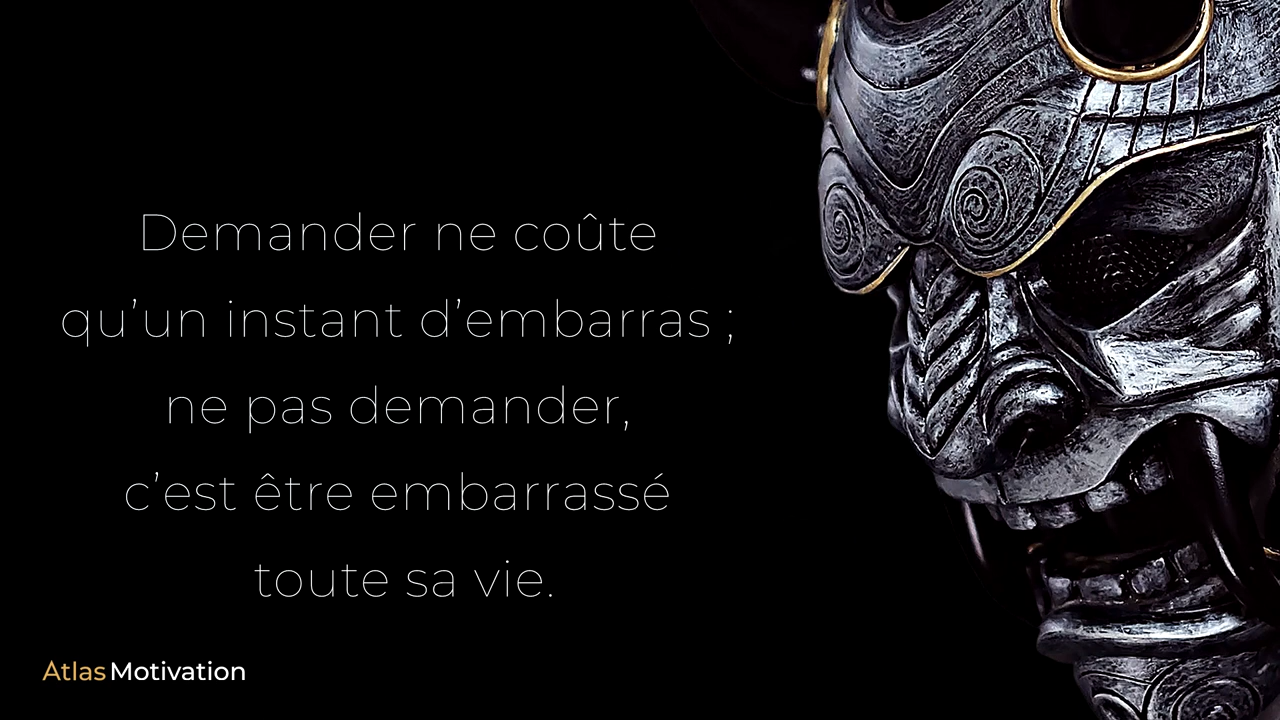 Demander ne coûte
qu’un instant d’embarras ;
ne pas demander,
c’est être embarrassé
toute sa vie.
Atlas Motivation